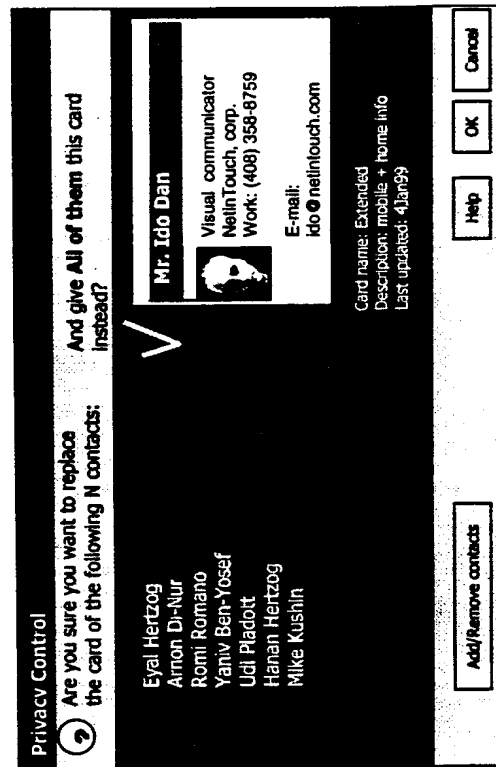 Privacy Control
? Are you sure you want to replace
the card of the following N contacts:
And give All of them this card
instead?
Eyal Hertzog
Arnon Di-Nur
Romi Romano
Yaniv Ben-Yosef
Udi Pladott
Hanan Hertzog
Mike Kushin
Mr. Ido Dan
Visual communicator
NetInTouch, corp.
Work: (408) 358-8759
E-mail:
ido@netintouch.com
Card name: Extended
Description: mobile + home info
Last updated: 4Jan99
Add/Remove contacts
Help
OK
Cancel